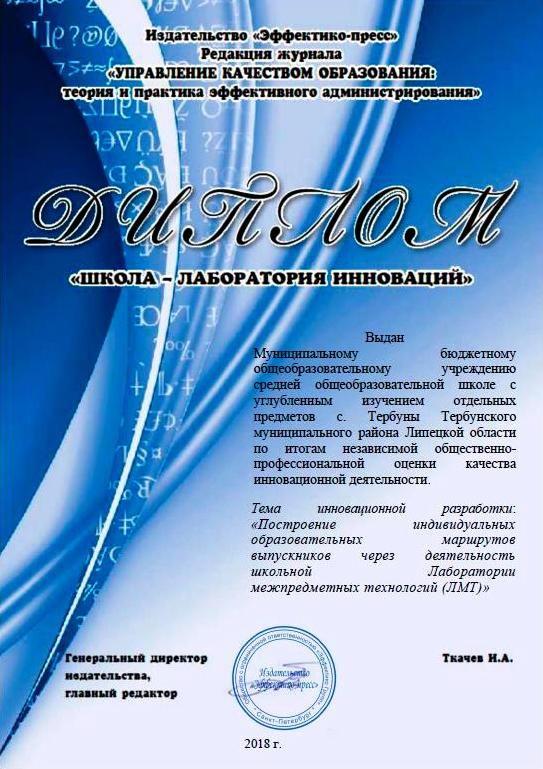 Издательство «Эффектико-пресс»
Редакция журнала
«УПРАВЛЕНИЕ КАЧЕСТВОМ ОБРАЗОВАНИЯ:
теория и практика эффективного администрирования»
ДИПЛОМ
«ШКОЛА – ЛАБОРАТОРИЯ ИННОВАЦИЙ»
Выдан
Муниципальному бюджетному
общеобразовательному учреждению
средней общеобразовательной школе с
углубленным изучением отдельных
предметов с. Тербуны Тербунского
муниципального района Липецкой области
по итогам независимой общественно-
профессиональной оценки качества
инновационной деятельности.
Тема инновационной разработки:
«Построение индивидуальных
образовательных маршрутов
выпускников через деятельность
школьной Лаборатории
межпредметных технологий (ЛМТ)»
Генеральный директор
издательства,
главный редактор
Издательство
«Эффектико-пресс»
Санкт-Петербург
Ткачев И.А.
2018 г.